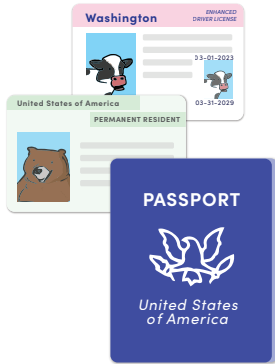 Washington
ENHANCED
DRIVER LICENSE
03-01-2023
03-31-2029
United States of America
PERMANENT RESIDENT
PASSPORT
United States
of America